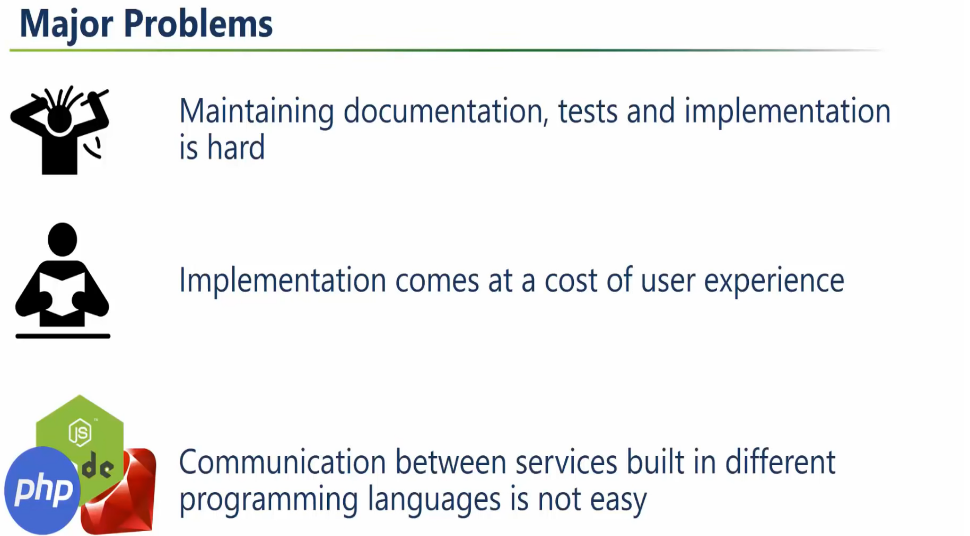 Major Problems
Maintaining documentation, tests and implementation
is hard
Implementation comes at a cost of user experience
JS
de
php
Communication between services built in different
programming languages is not easy